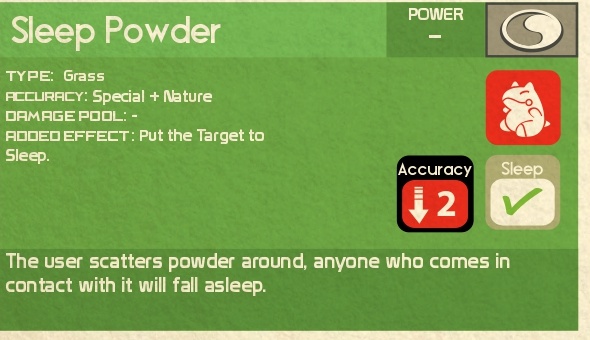 Sleep Powder
POWER
–
TYPE: Grass
ACCURACY: Special + Nature
DAMAGE POOL: -
ADDED EFFECT: Put the Target to
Sleep.
Accuracy
2
Sleep
The user scatters powder around, anyone who comes in
contact with it will fall asleep.